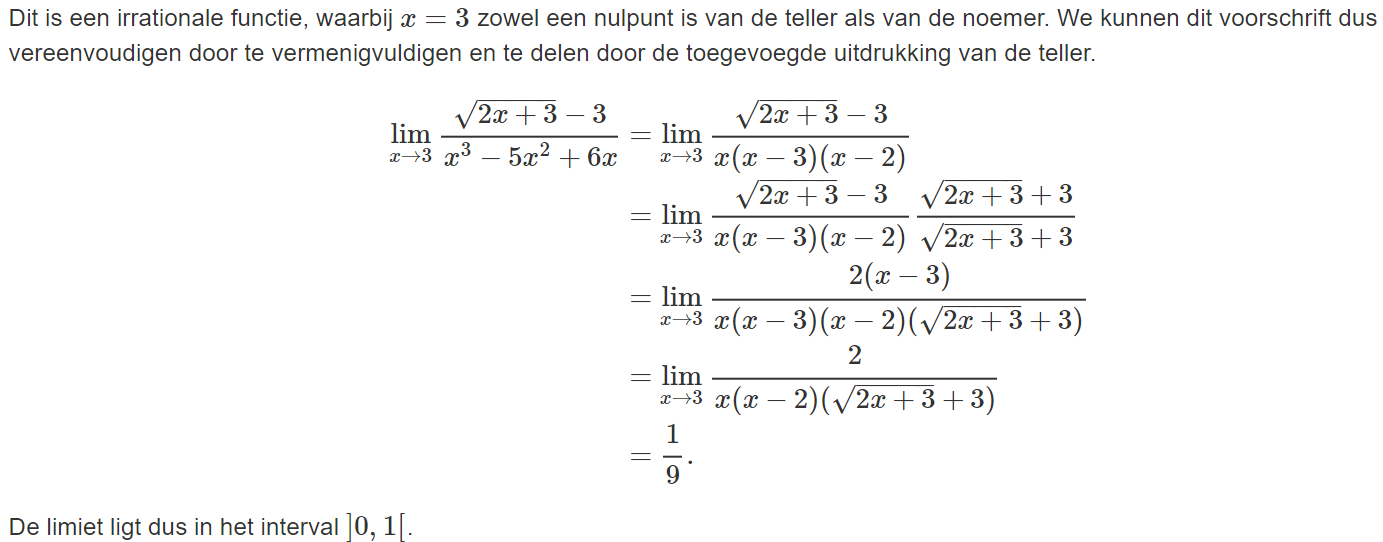 Dit is een irrationale functie, waarbij $x = 3$ zowel een nulpunt is van de teller als van de noemer. We kunnen dit voorschrift dus
vereenvoudigen door te vermenigvuldigen en te delen door de toegevoegde uitdrukking van de teller.
$\lim_{x \to 3} \frac{\sqrt{2x+3}-3}{x^3-5x^2+6x} = \lim_{x \to 3} \frac{\sqrt{2x+3}-3}{x(x-3)(x-2)}$
$= \lim_{x \to 3} \frac{\sqrt{2x+3}-3}{x(x-3)(x-2)} \frac{\sqrt{2x+3}+3}{\sqrt{2x+3}+3}$
$= \lim_{x \to 3} \frac{2(x-3)}{x(x-3)(x-2)(\sqrt{2x+3}+3)}$
$= \lim_{x \to 3} \frac{2}{x(x-2)(\sqrt{2x+3}+3)}$
$= \frac{1}{9}.$
De limiet ligt dus in het interval $]0, 1[$.